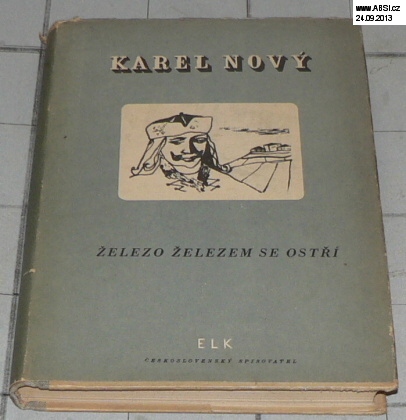 www.ABSi.cz
24.09.2013
KAREL NOVÝ
ŽELEZO ŽELEZEM SE OSTŘÍ
ELK
ČESKOSLOVENSKÝ SPISOVATEL